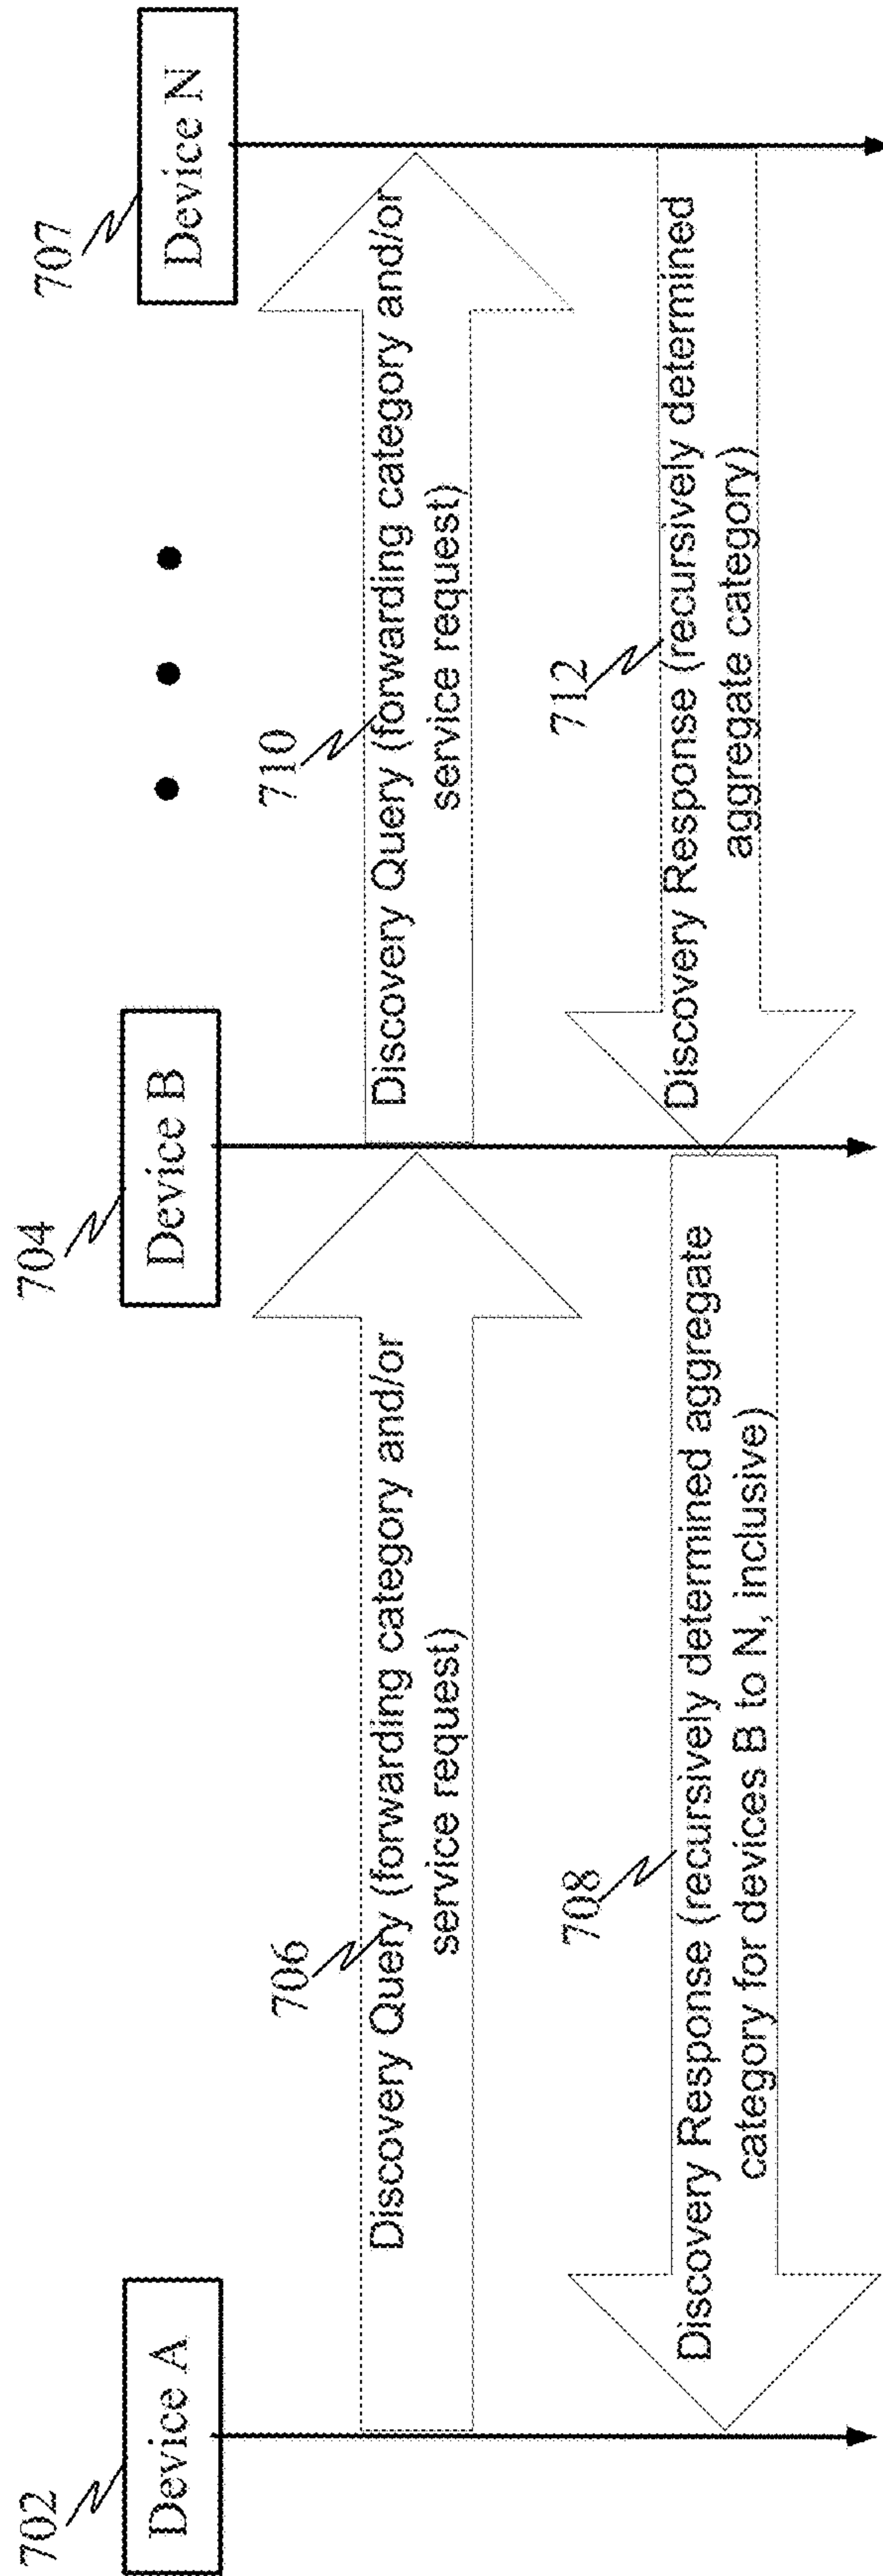 702
Device A
704
Device B
707
Device N
706
Discovery Query (forwarding category and/or
service request)
710
Discovery Query (forwarding category and/or
service request)
708
Discovery Response (recursively determined aggregate
category for devices B to N, inclusive)
712
Discovery Response (recursively determined
aggregate category)